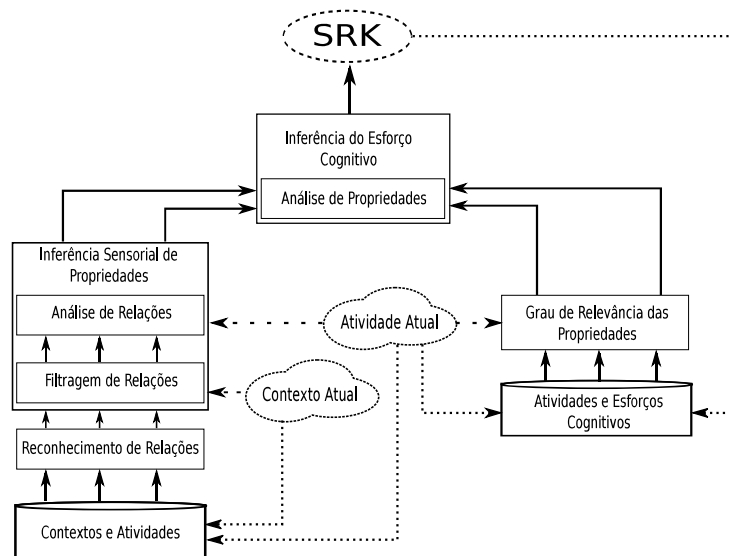 SRK
Inferência do Esforço
Cognitivo
Análise de Propriedades
Inferência Sensorial de
Propriedades
Análise de Relações
Filtragem de Relações
Reconhecimento de Relações
Contextos e Atividades
Atividade Atual
Contexto Atual
Grau de Relevância das
Propriedades
Atividades e Esforços
Cognitivos